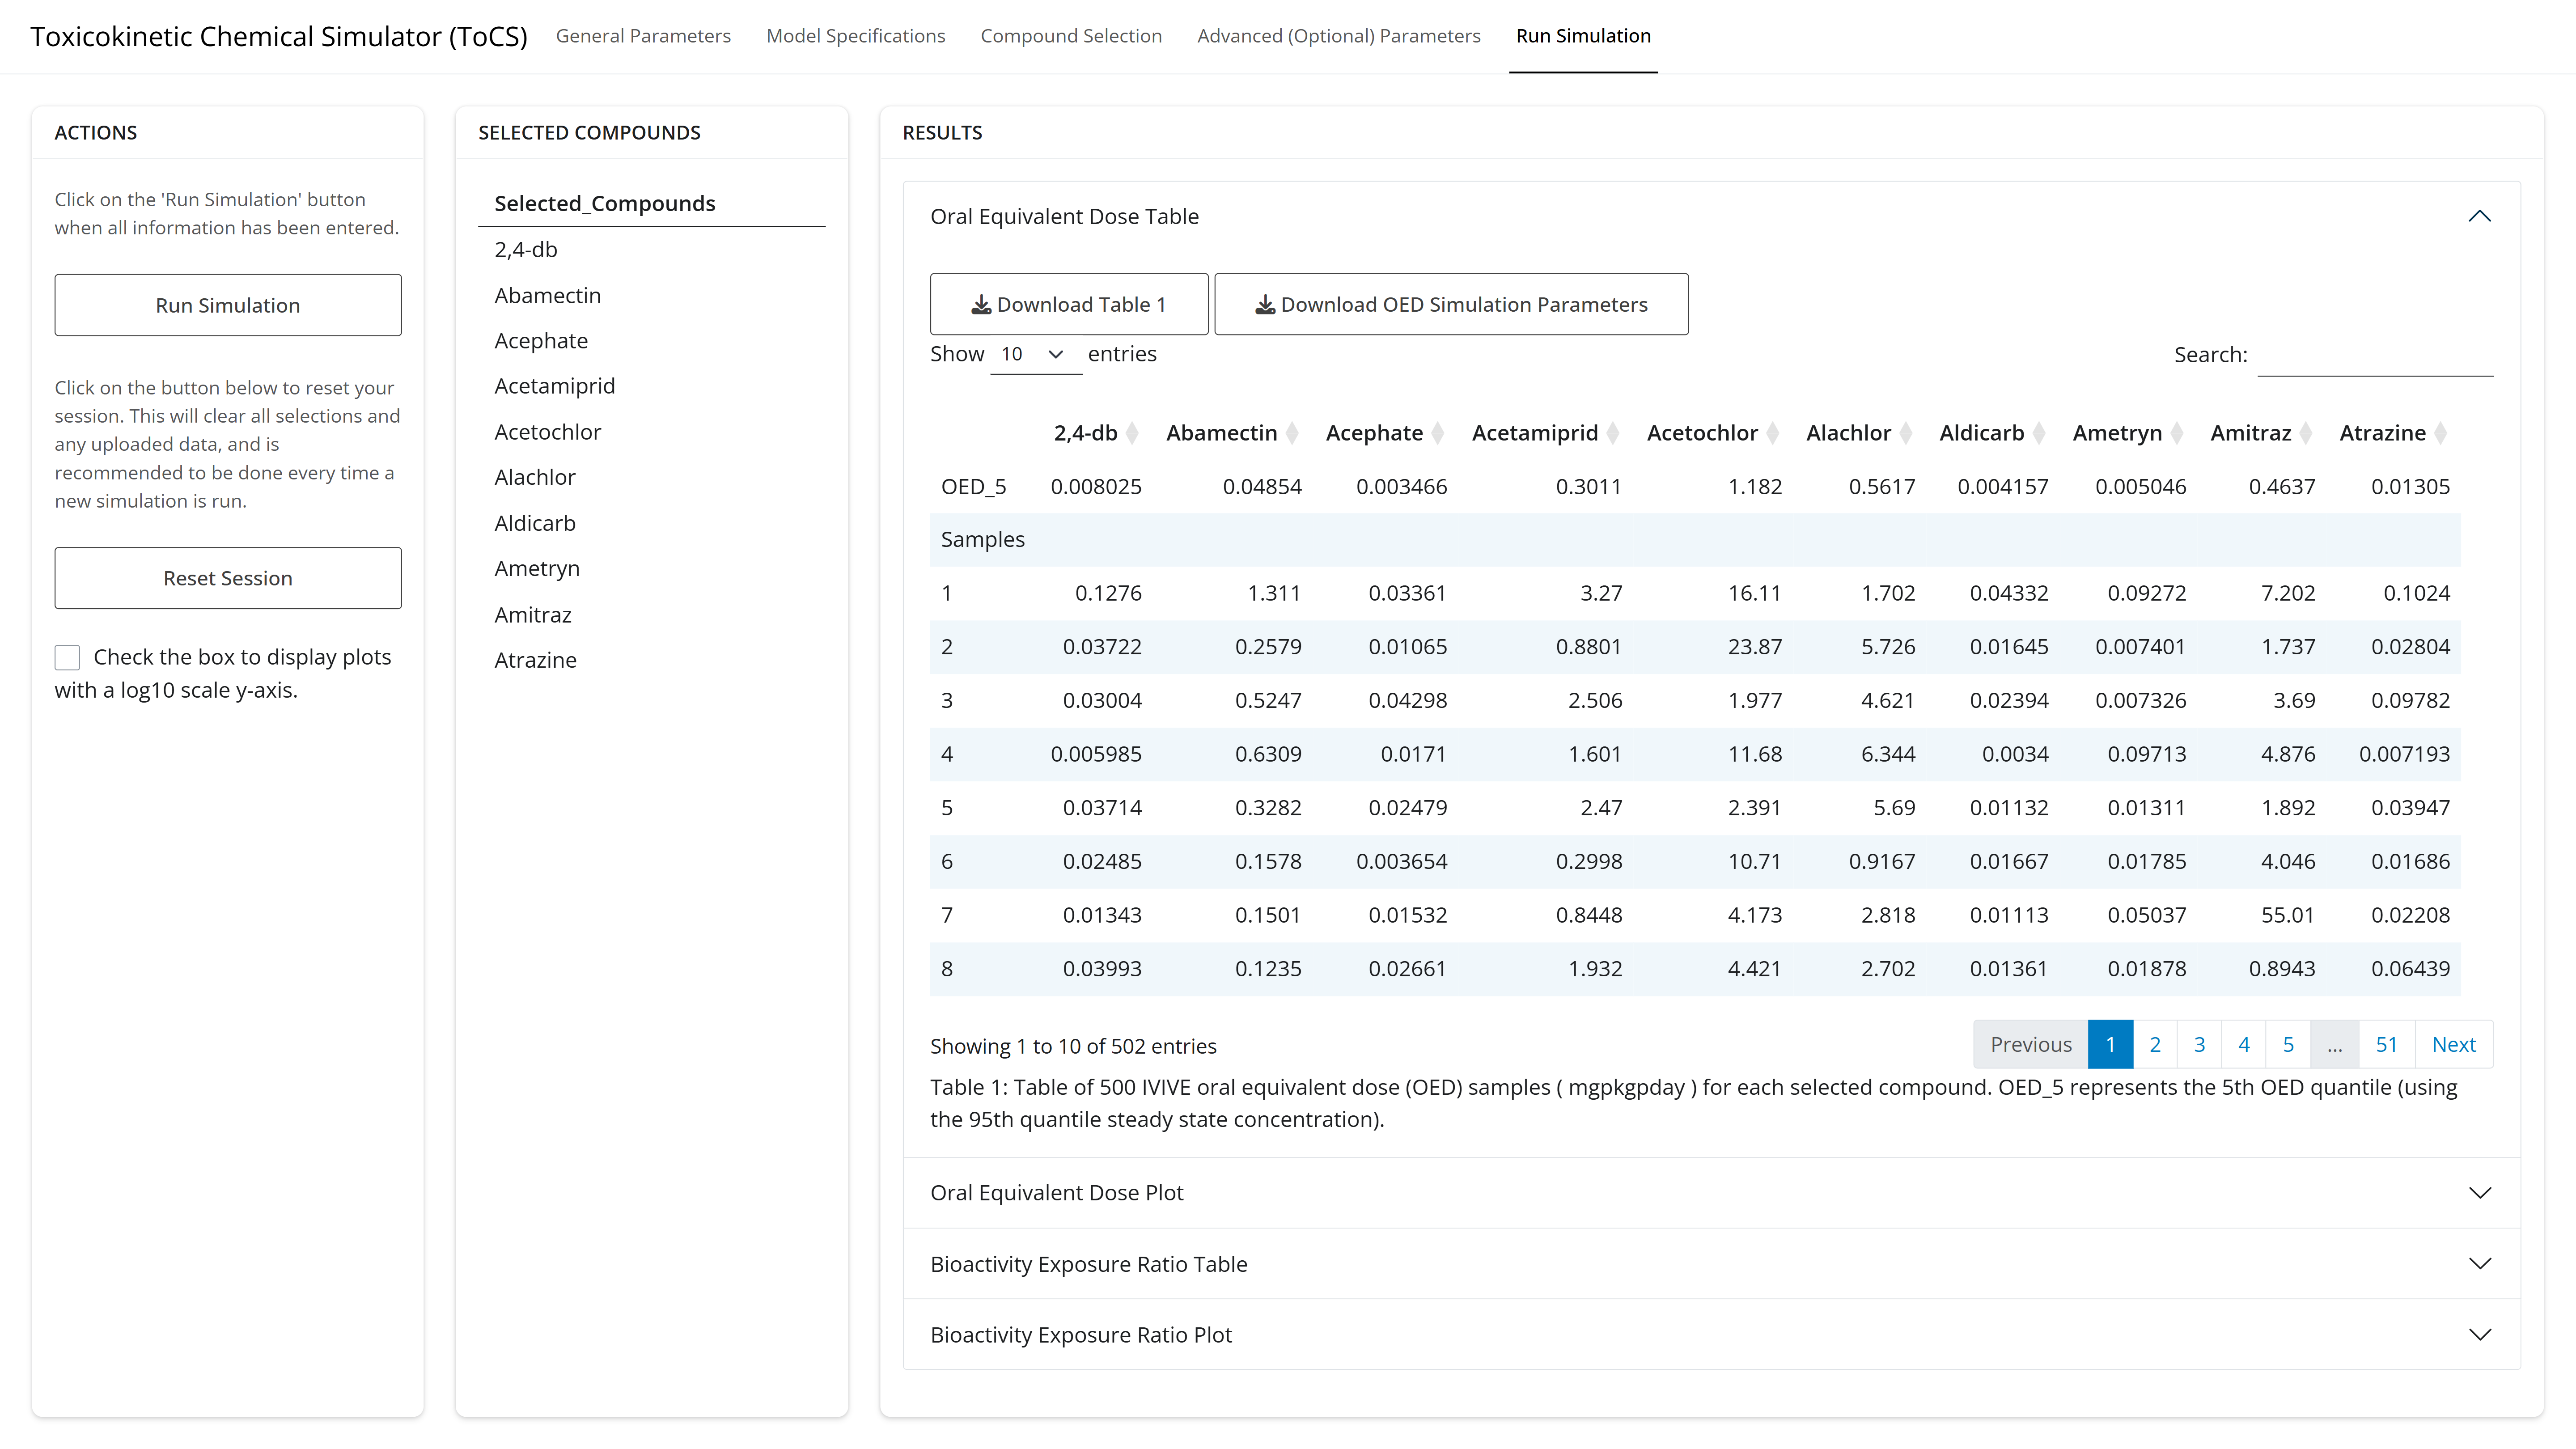 Toxicokinetic Chemical Simulator (ToCS) General Parameters Model Specifications Compound Selection Advanced (Optional) Parameters Run Simulation
ACTIONS
Click on the 'Run Simulation' button
when all information has been entered.
Run Simulation
Click on the button below to reset your
session. This will clear all selections and
any uploaded data, and is
recommended to be done every time a
new simulation is run.
Reset Session
Check the box to display plots
with a log10 scale y-axis.
SELECTED COMPOUNDS
Selected_Compounds
2,4-db
Abamectin
Acephate
Acetamiprid
Acetochlor
Alachlor
Aldicarb
Ametryn
Amitraz
Atrazine
RESULTS
Oral Equivalent Dose Table
Download Table 1 Download OED Simulation Parameters
Show 10 entries Search:
2,4-db Abamectin Acephate Acetamiprid Acetochlor Alachlor Aldicarb Ametryn Amitraz Atrazine
OED_5 0.008025 0.04854 0.003466 0.3011 1.182 0.5617 0.004157 0.005046 0.4637 0.01305
Samples
1 0.1276 1.311 0.03361 3.27 16.11 1.702 0.04332 0.09272 7.202 0.1024
2 0.03722 0.2579 0.01065 0.8801 23.87 5.726 0.01645 0.007401 1.737 0.02804
3 0.03004 0.5247 0.04298 2.506 1.977 4.621 0.02394 0.007326 3.69 0.09782
4 0.005985 0.6309 0.0171 1.601 11.68 6.344 0.0034 0.09713 4.876 0.007193
5 0.03714 0.3282 0.02479 2.47 2.391 5.69 0.01132 0.01311 1.892 0.03947
6 0.02485 0.1578 0.003654 0.2998 10.71 0.9167 0.01667 0.01785 4.046 0.01686
7 0.01343 0.1501 0.01532 0.8448 4.173 2.818 0.01113 0.05037 55.01 0.02208
8 0.03993 0.1235 0.02661 1.932 4.421 2.702 0.01361 0.01878 0.8943 0.06439
Showing 1 to 10 of 502 entries Previous 1 2 3 4 5 ... 51 Next
Table 1: Table of 500 IVIVE oral equivalent dose (OED) samples ( mgpkgpday ) for each selected compound. OED_5 represents the 5th OED quantile (using
the 95th quantile steady state concentration).
Oral Equivalent Dose Plot
Bioactivity Exposure Ratio Table
Bioactivity Exposure Ratio Plot